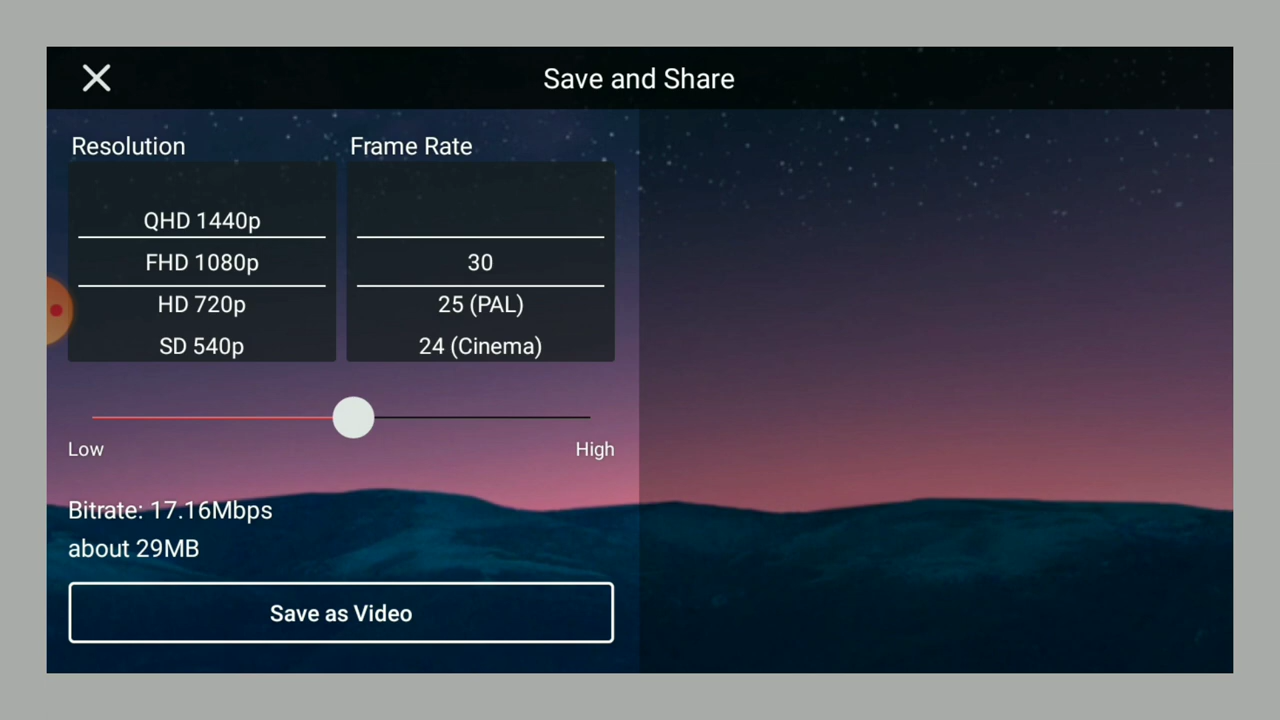 Save and Share
Resolution
Frame Rate
QHD 1440p
FHD 1080p
HD 720p
SD 540p
30
25 (PAL)
24 (Cinema)
Low
High
Bitrate: 17.16Mbps
about 29MB
Save as Video